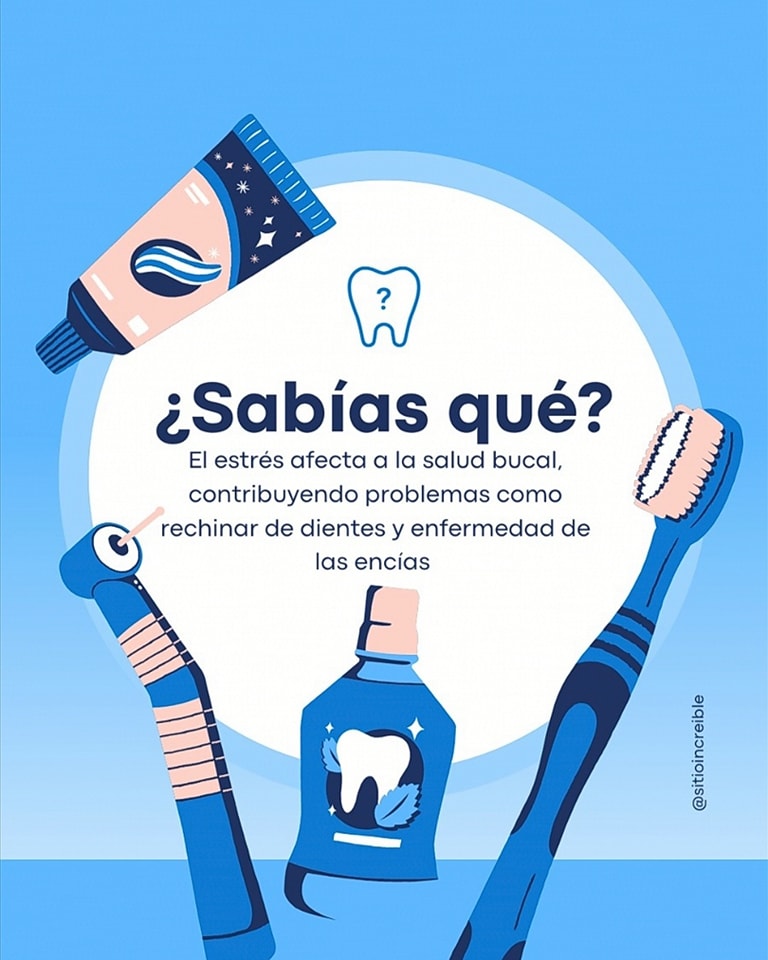 ?
¿Sabías qué?
El estrés afecta a la salud bucal,
contribuyendo problemas como
rechinar de dientes y enfermedad de
las encías
@sitioincreible